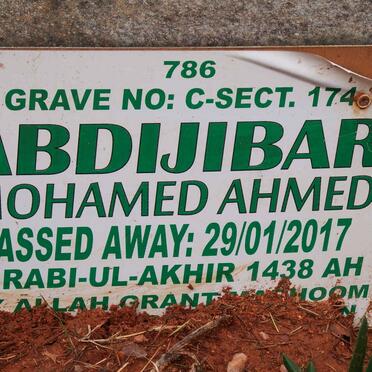 786
GRAVE NO: C-SECT. 174
ABDIJIBAR
MOHAMED AHMED
PASSED AWAY: 29/01/2017
RABI-UL-AKHIR 1438 AH
ALLAH GRANT